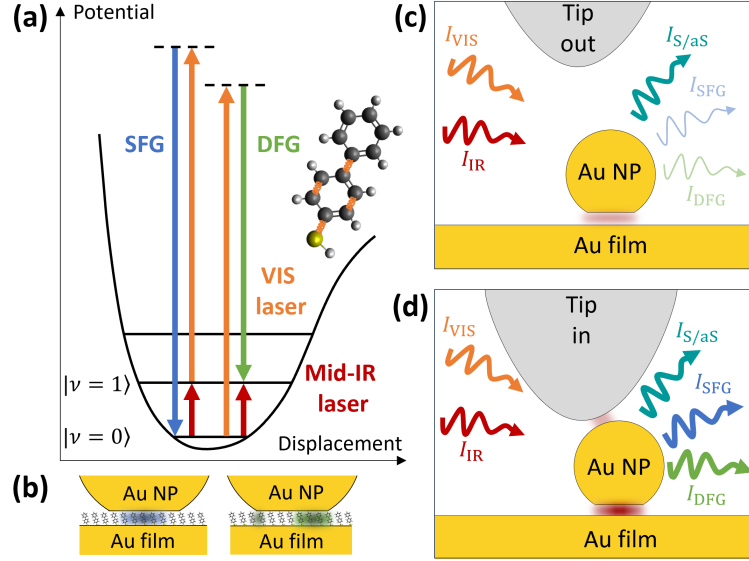 (a)
Potential
SFG
DFG
VIS
laser
Mid-IR
laser
|ν = 1⟩
|ν = 0⟩
Displacement
(b)
Au NP
Au film
Au NP
Au film
(c)
Tip
out
I_VIS
I_IR
I_S/aS
I_SFG
I_DFG
Au NP
Au film
(d)
Tip
in
I_VIS
I_IR
I_S/aS
I_SFG
I_DFG
Au NP
Au film